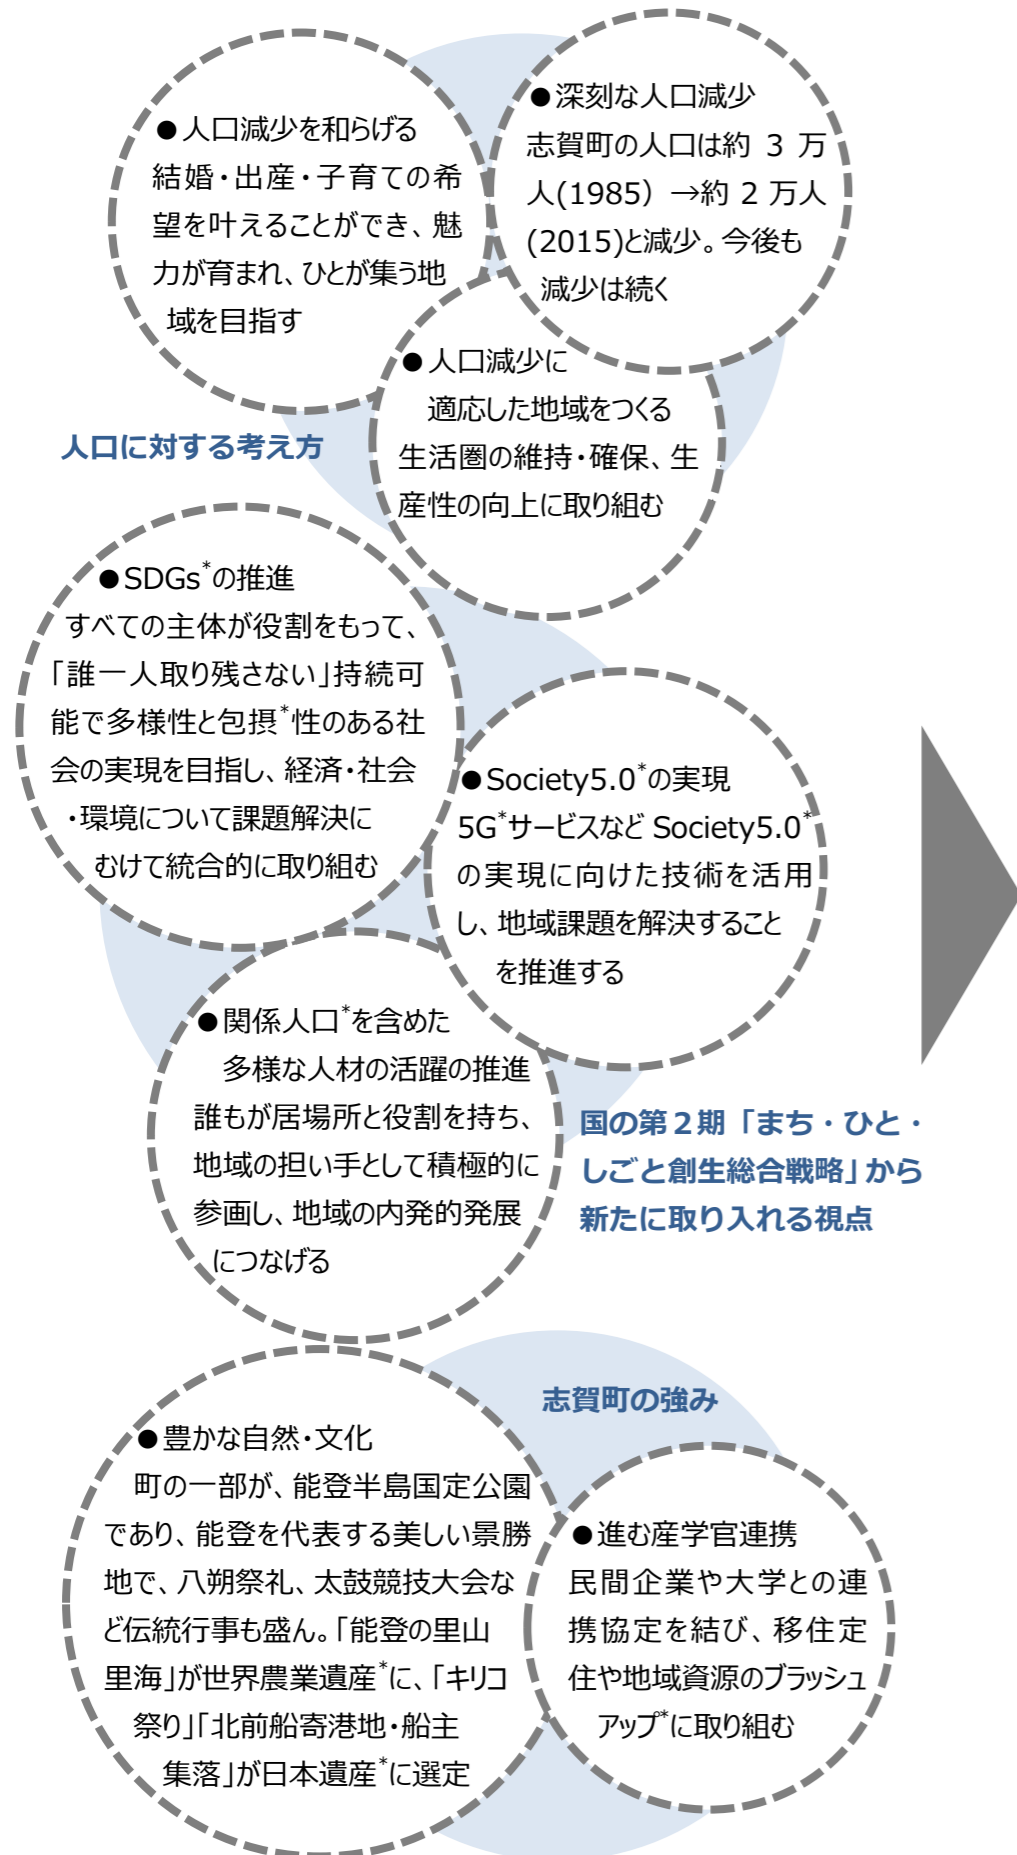 ●人口減少を和らげる
結婚・出産・子育ての希
望を叶えることができ、魅
力が育まれ、ひとが集う地
域を目指す
●深刻な人口減少
志賀町の人口は約 3 万
人(1985) →約 2 万人
(2015)と減少。今後も
減少は続く
●人口減少に
適応した地域をつくる
生活圏の維持・確保、生
産性の向上に取り組む
人口に対する考え方
●SDGs*の推進
すべての主体が役割をもって、
「誰一人取り残さない」持続可
能で多様性と包摂*性のある社
会の実現を目指し、経済・社会
・環境について課題解決に
むけて統合的に取り組む
●Society5.0*の実現
5G*サービスなど Society5.0*
の実現に向けた技術を活用
し、地域課題を解決すること
を推進する
●関係人口*を含めた
多様な人材の活躍の推進
誰もが居場所と役割を持ち、
地域の担い手として積極的に
参画し、地域の内発的発展
につなげる
国の第２期「まち・ひと・
しごと創生総合戦略」から
新たに取り入れる視点
志賀町の強み
●豊かな自然・文化
町の一部が、能登半島国定公園
であり、能登を代表する美しい景勝
地で、八朔祭礼、太鼓競技大会な
ど伝統行事も盛ん。「能登の里山
里海」が世界農業遺産*に、「キリコ
祭り」「北前船寄港地・船主
集落」が日本遺産*に選定
●進む産学官連携
民間企業や大学との連
携協定を結び、移住定
住や地域資源のブラッシュ
アップ*に取り組む